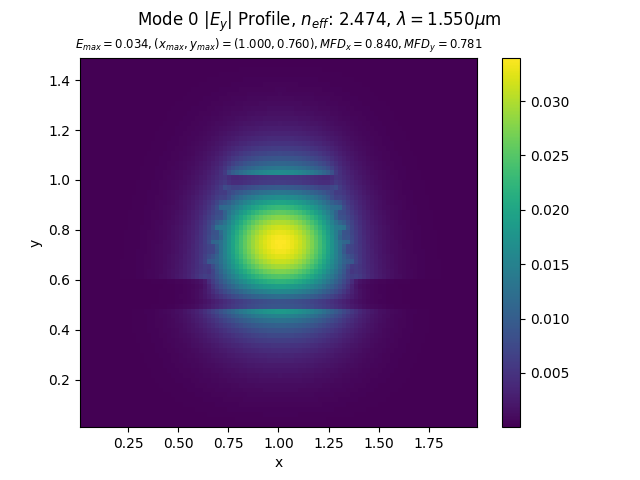 Mode 0 |E_y| Profile, n_eff: 2.474, λ = 1.550μm
E_max = 0.034, (x_max, y_max) = (1.000, 0.760), MFD_x = 0.840, MFD_y = 0.781
1.4
1.2
1.0
0.8
0.6
0.4
0.2
y
0.25 0.50 0.75 1.00 1.25 1.50 1.75
x
0.030
0.025
0.020
0.015
0.010
0.005